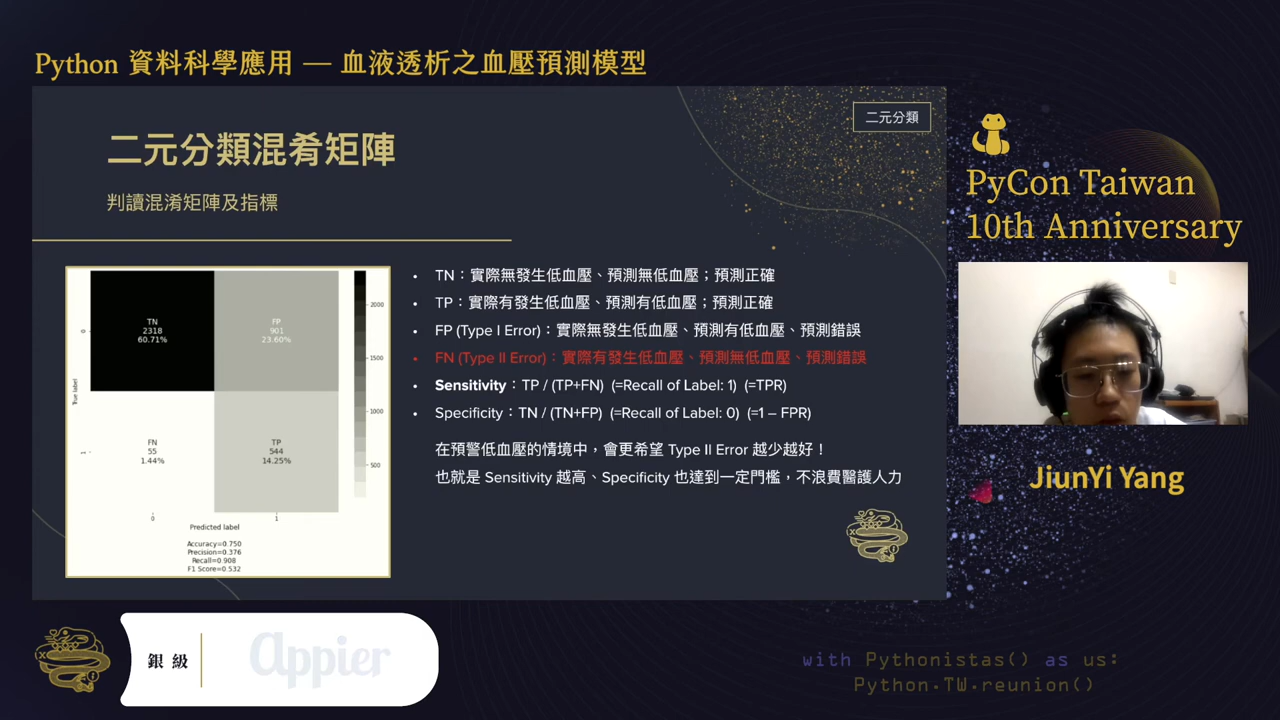 Python 資料科學應用 — 血液透析之血壓預測模型
二元分類
二元分類混淆矩陣
判讀混淆矩陣及指標
TN
2318
60.71%
FP
901
23.60%
FN
55
1.44%
TP
544
14.25%
True label
0
1
0
1
Predicted label
2000
1500
1000
500
Accuracy=0.750
Precision=0.376
Recall=0.908
F1 Score=0.532
• TN：實際無發生低血壓、預測無低血壓；預測正確
• TP：實際有發生低血壓、預測有低血壓；預測正確
• FP (Type I Error)：實際無發生低血壓、預測有低血壓、預測錯誤
• FN (Type II Error)：實際有發生低血壓、預測無低血壓、預測錯誤
• Sensitivity：TP / (TP+FN) (=Recall of Label: 1) (=TPR)
• Specificity：TN / (TN+FP) (=Recall of Label: 0) (=1 – FPR)
在預警低血壓的情境中，會更希望 Type II Error 越少越好！
也就是 Sensitivity 越高、Specificity 也達到一定門檻，不浪費醫護人力
PyCon Taiwan
10th Anniversary
JiunYi Yang
銀級
appier
with Pythonistas() as us:
Python.TW.reunion()